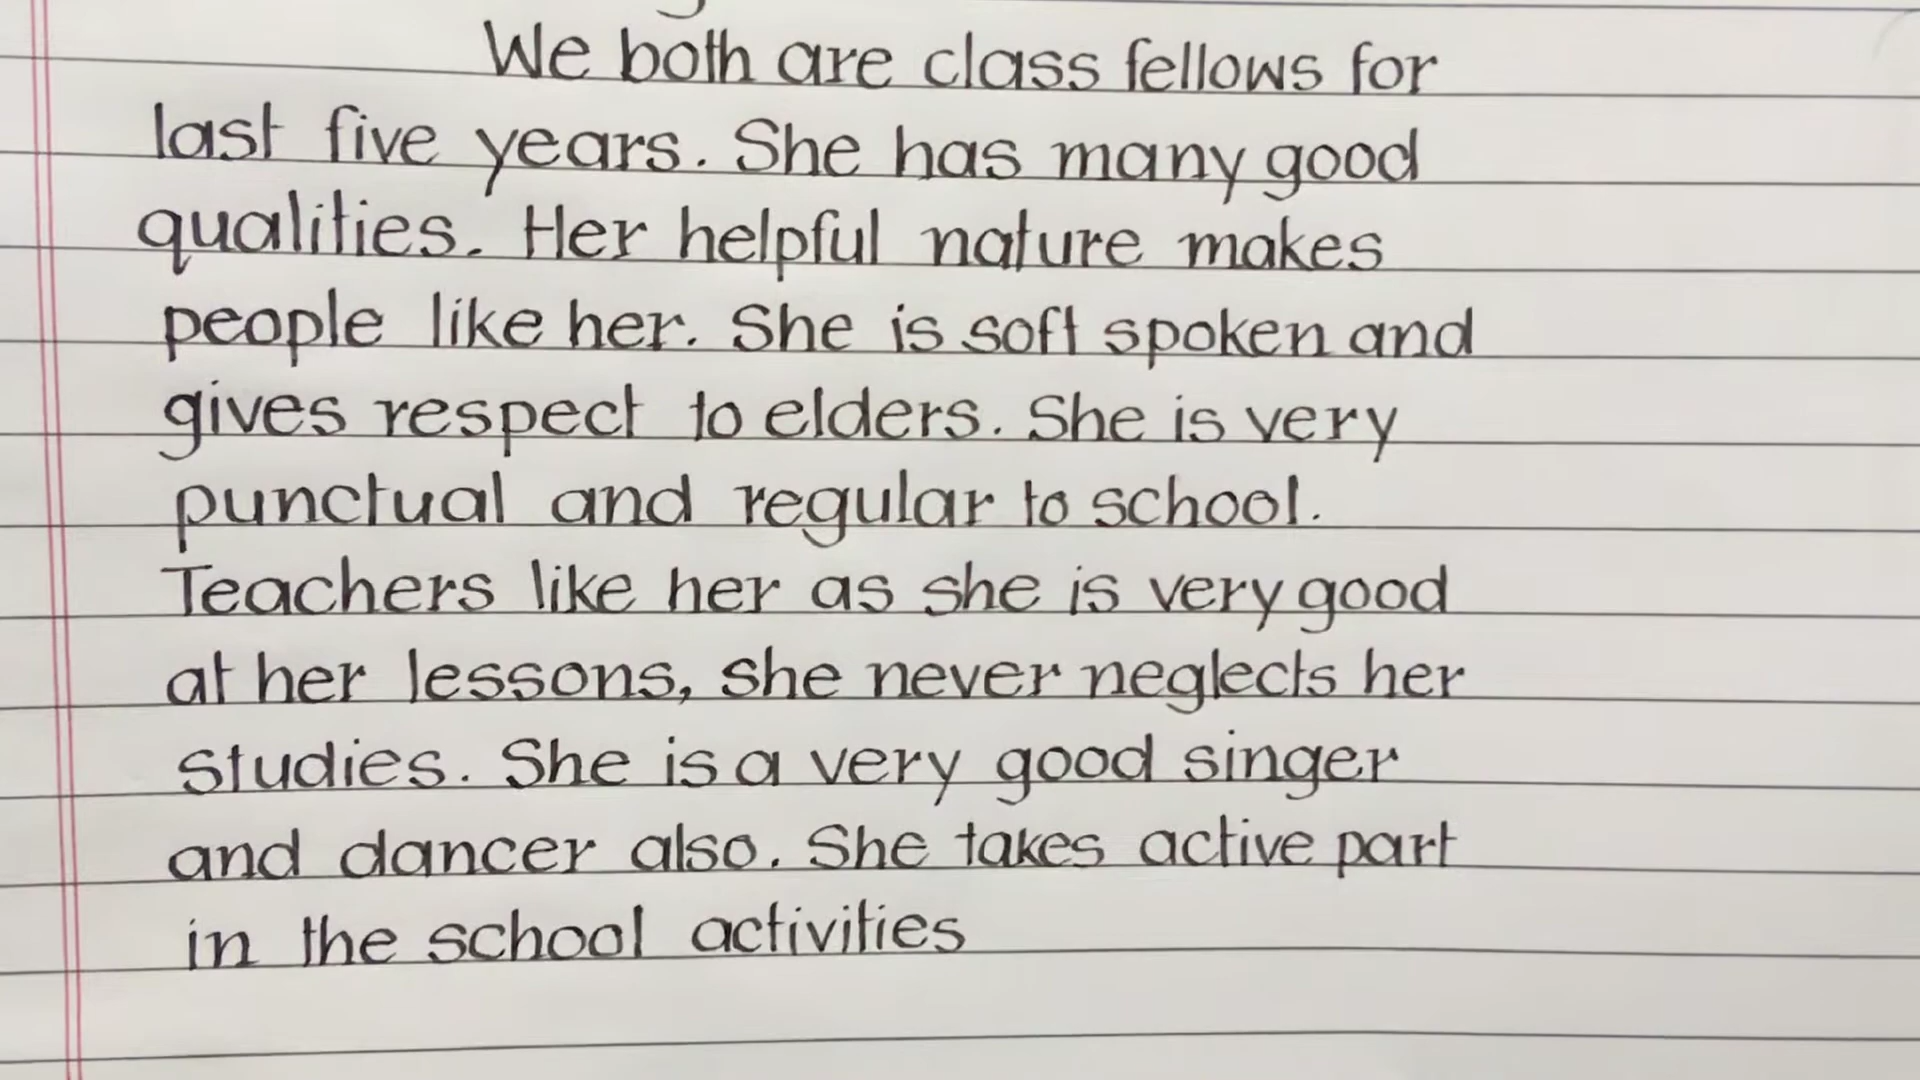 We both are class fellows for
last five years. She has many good
qualities. Her helpful nature makes
people like her. She is soft spoken and
gives respect to elders. She is very
punctual and regular to school.
Teachers like her as she is very good
at her lessons, she never neglects her
studies. She is a very good singer
and dancer also. She takes active part
in the school activities